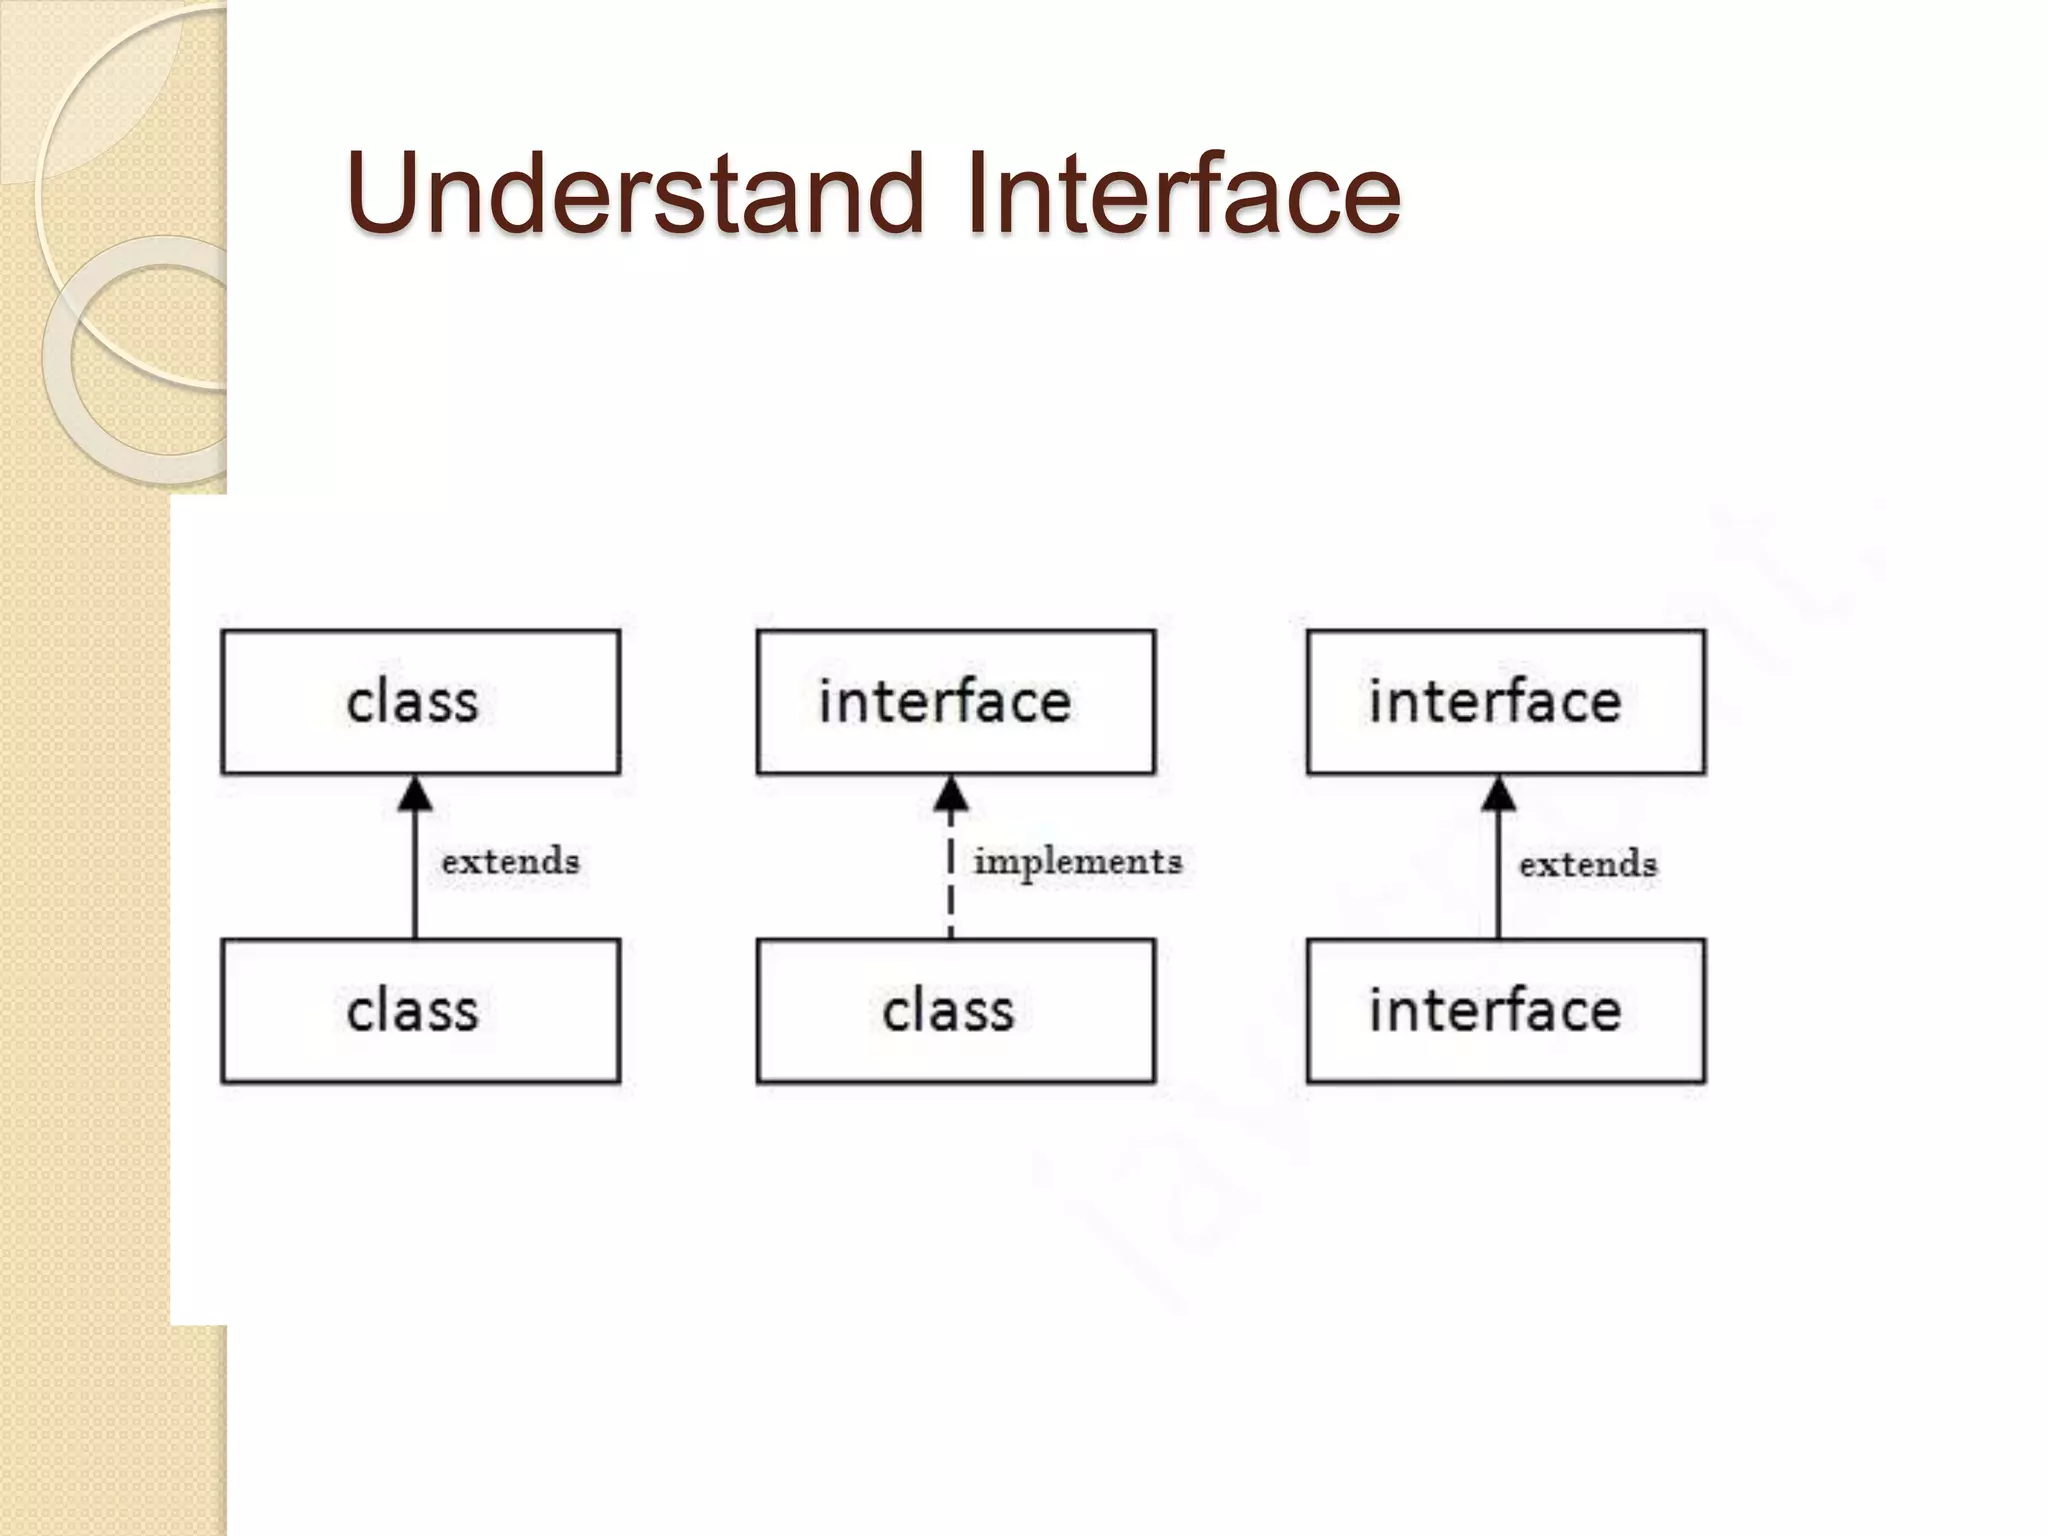 Understand Interface
class interface interface
extends implements extends
class class interface